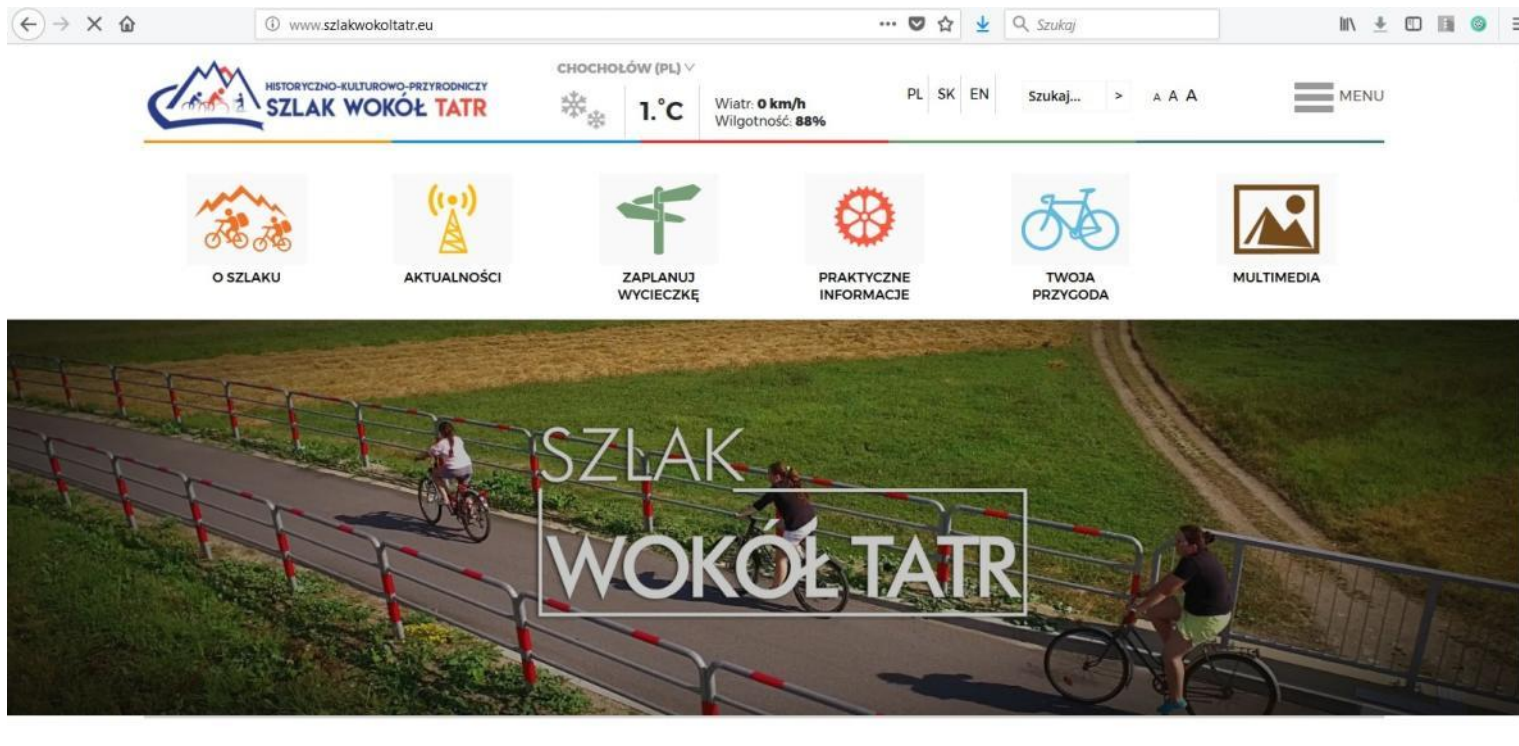 www.szlakwokoltatr.eu
Szukaj
HISTORYCZNO-KULTUROWO-PRZYRODNICZY
SZLAK WOKÓŁ TATR
CHOCHOŁÓW (PL)
1.°C
Wiatr: 0 km/h
Wilgotność: 88%
PL SK EN
Szukaj... >
A A A
MENU
O SZLAKU
AKTUALNOŚCI
ZAPLANUJ
WYCIECZKĘ
PRAKTYCZNE
INFORMACJE
TWOJA
PRZYGODA
MULTIMEDIA
SZLAK
WOKÓŁ TATR